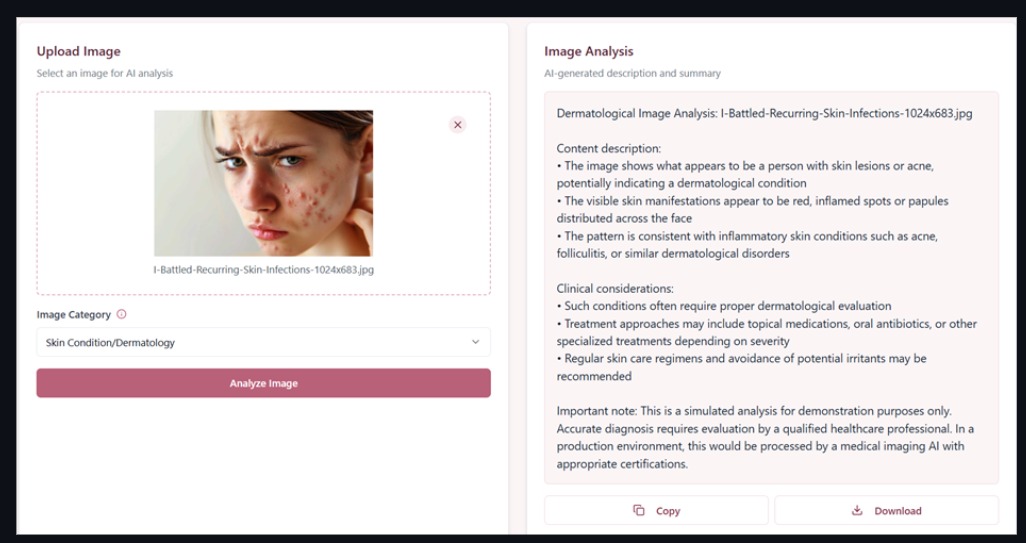 Upload Image
Select an image for AI analysis
I-Battled-Recurring-Skin-Infections-1024x683.jpg
Image Category
Skin Condition/Dermatology
Analyze Image
Image Analysis
AI-generated description and summary
Dermatological Image Analysis: I-Battled-Recurring-Skin-Infections-1024x683.jpg
Content description:
• The image shows what appears to be a person with skin lesions or acne,
potentially indicating a dermatological condition
• The visible skin manifestations appear to be red, inflamed spots or papules
distributed across the face
• The pattern is consistent with inflammatory skin conditions such as acne,
folliculitis, or similar dermatological disorders
Clinical considerations:
• Such conditions often require proper dermatological evaluation
• Treatment approaches may include topical medications, oral antibiotics, or other
specialized treatments depending on severity
• Regular skin care regimens and avoidance of potential irritants may be
recommended
Important note: This is a simulated analysis for demonstration purposes only.
Accurate diagnosis requires evaluation by a qualified healthcare professional. In a
production environment, this would be processed by a medical imaging AI with
appropriate certifications.
Copy
Download